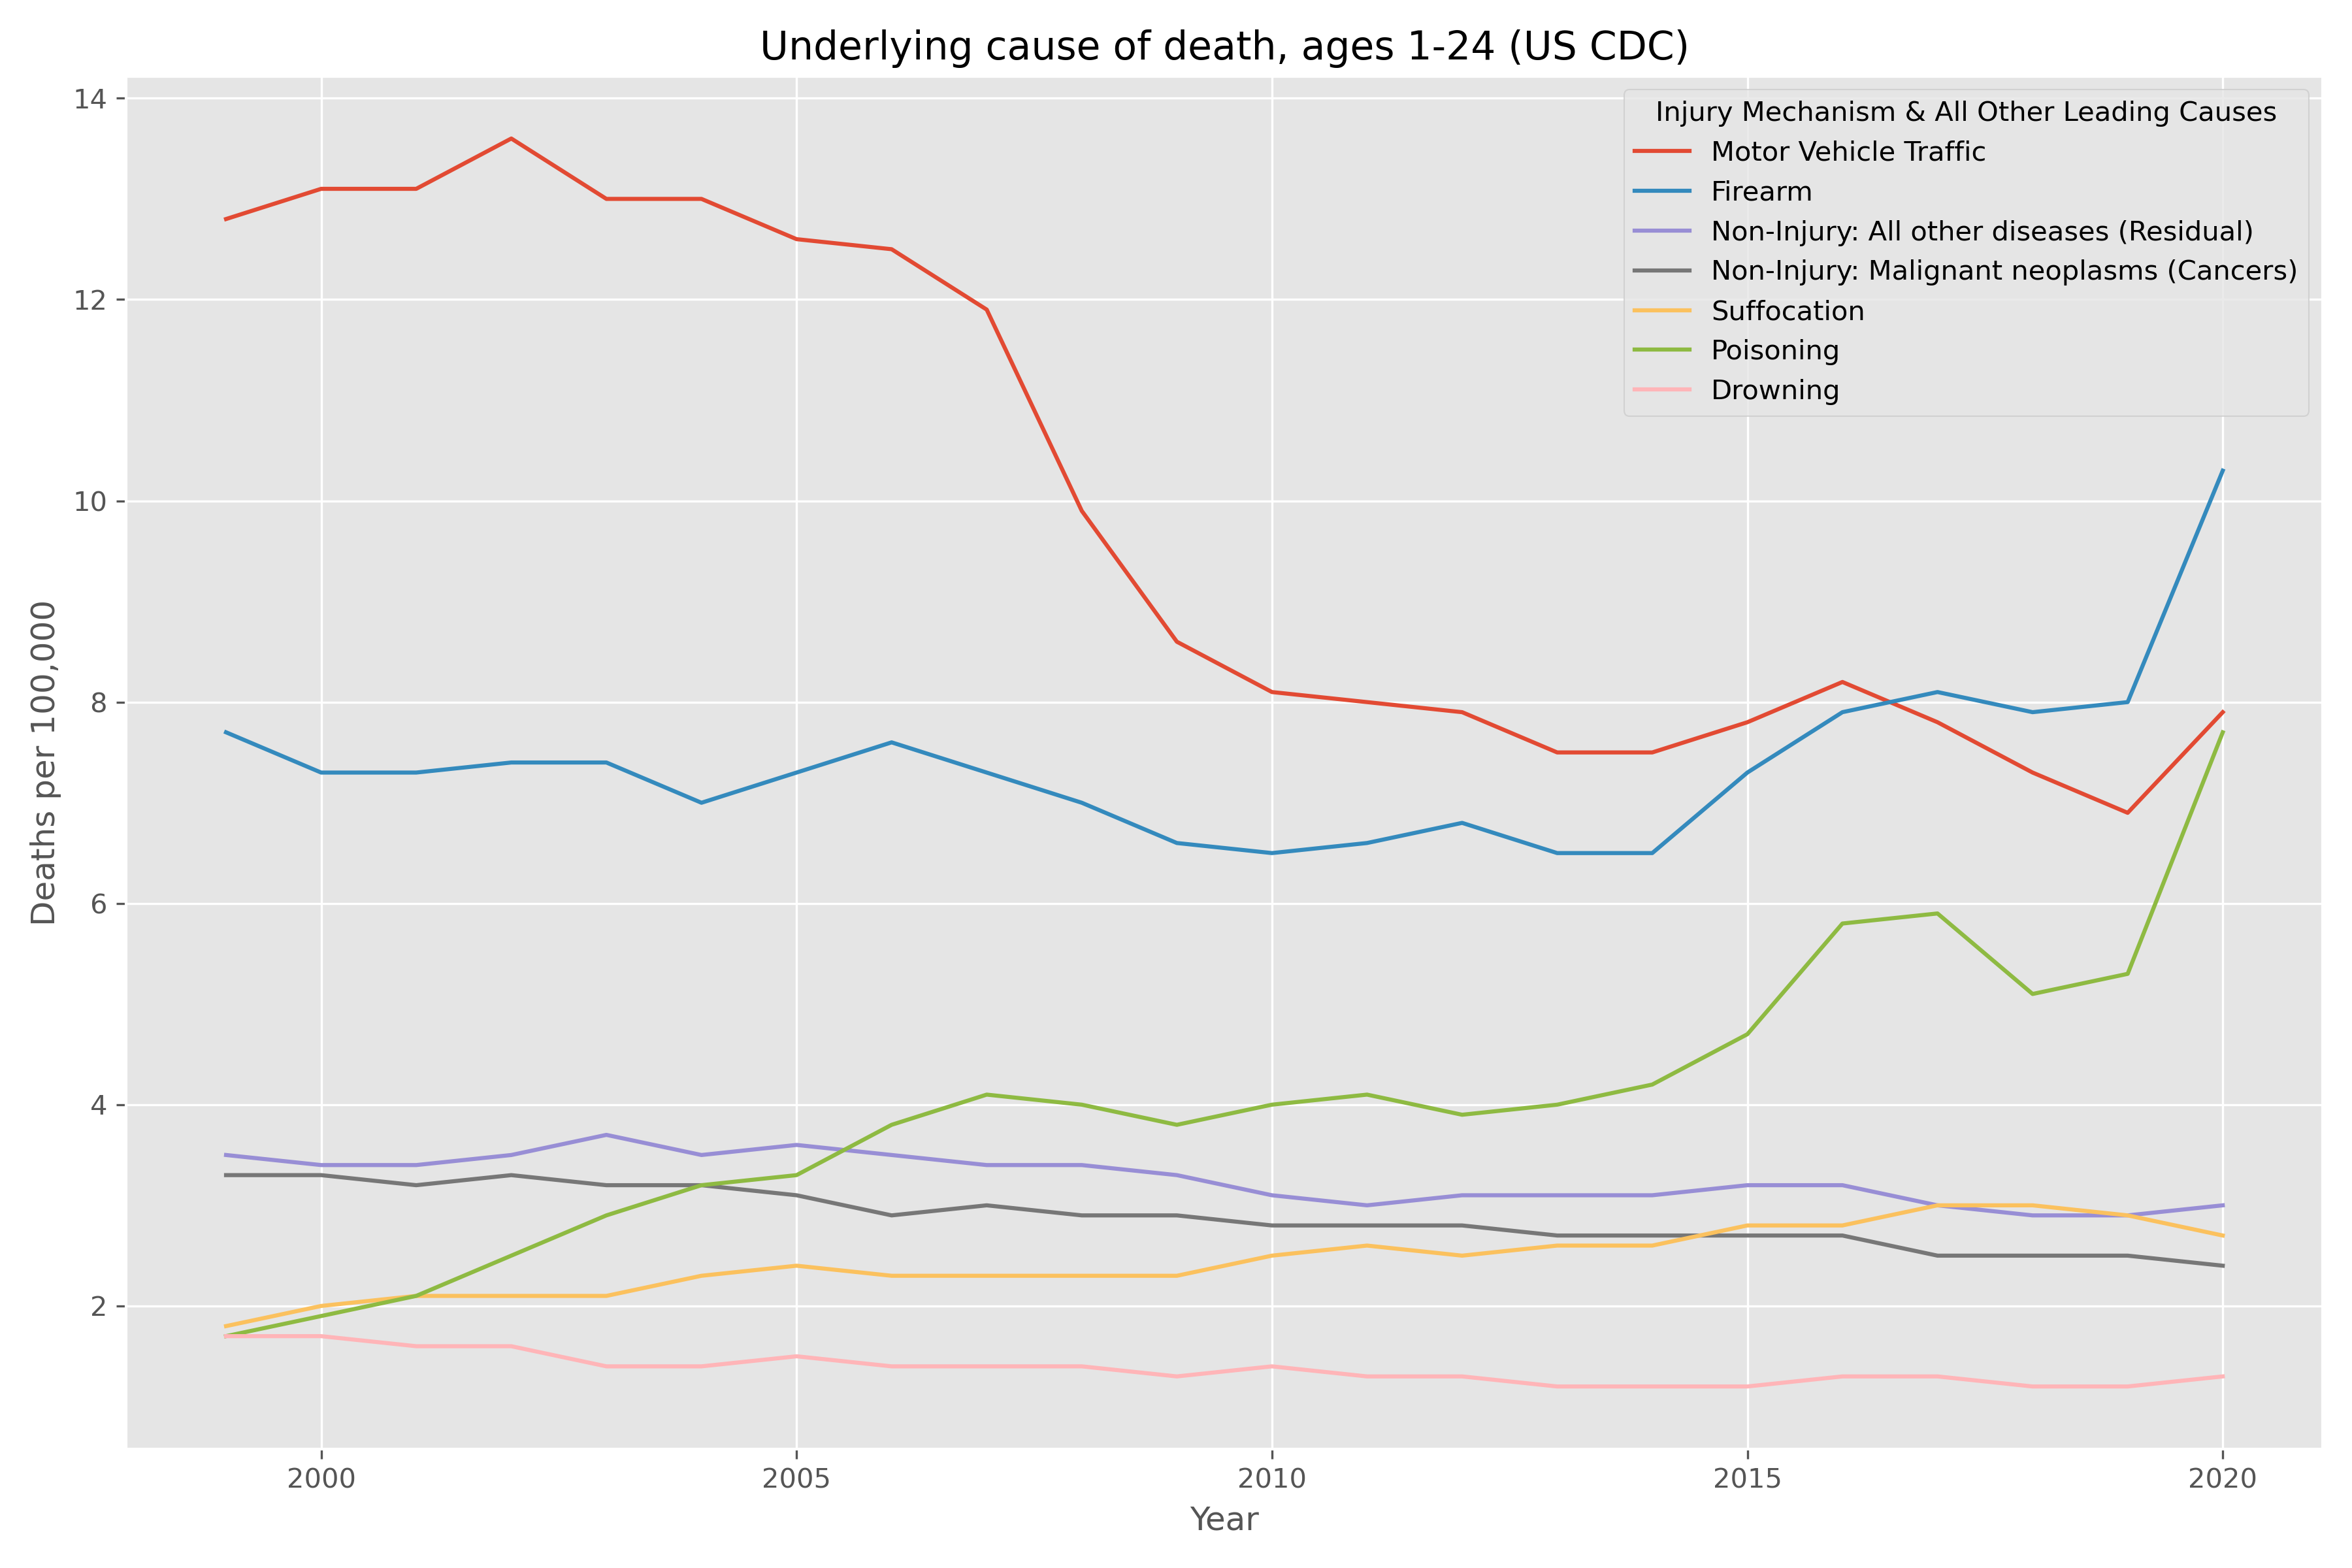 Underlying cause of death, ages 1-24 (US CDC)
Injury Mechanism & All Other Leading Causes
Motor Vehicle Traffic
Firearm
Non-Injury: All other diseases (Residual)
Non-Injury: Malignant neoplasms (Cancers)
Suffocation
Poisoning
Drowning
Deaths per 100,000
14
12
10
8
6
4
2
2000
2005
2010
2015
2020
Year